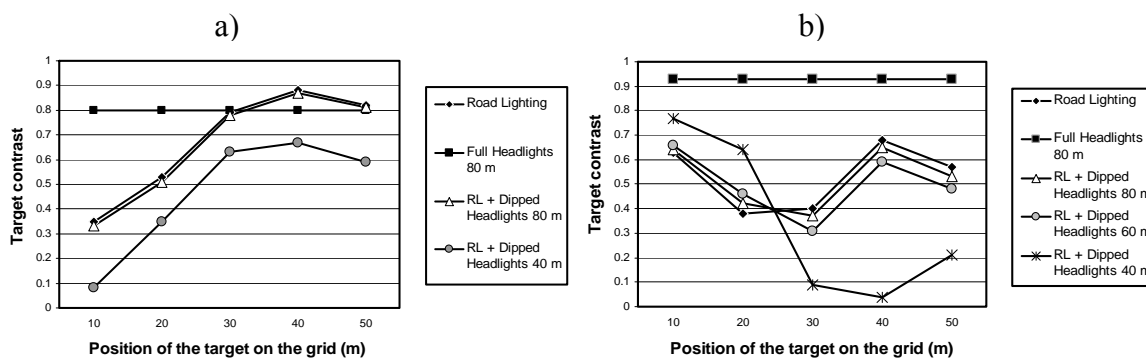 a)
Target contrast
1
0.9
0.8
0.7
0.6
0.5
0.4
0.3
0.2
0.1
0
10 20 30 40 50
Position of the target on the grid (m)
Road Lighting
Full Headlights
80 m
RL + Dipped
Headlights 80 m
RL + Dipped
Headlights 40 m
b)
Target contrast
1
0.9
0.8
0.7
0.6
0.5
0.4
0.3
0.2
0.1
0
10 20 30 40 50
Position of the target on the grid (m)
Road Lighting
Full Headlights
80 m
RL + Dipped
Headlights 80 m
RL + Dipped
Headlights 60 m
RL + Dipped
Headlights 40 m